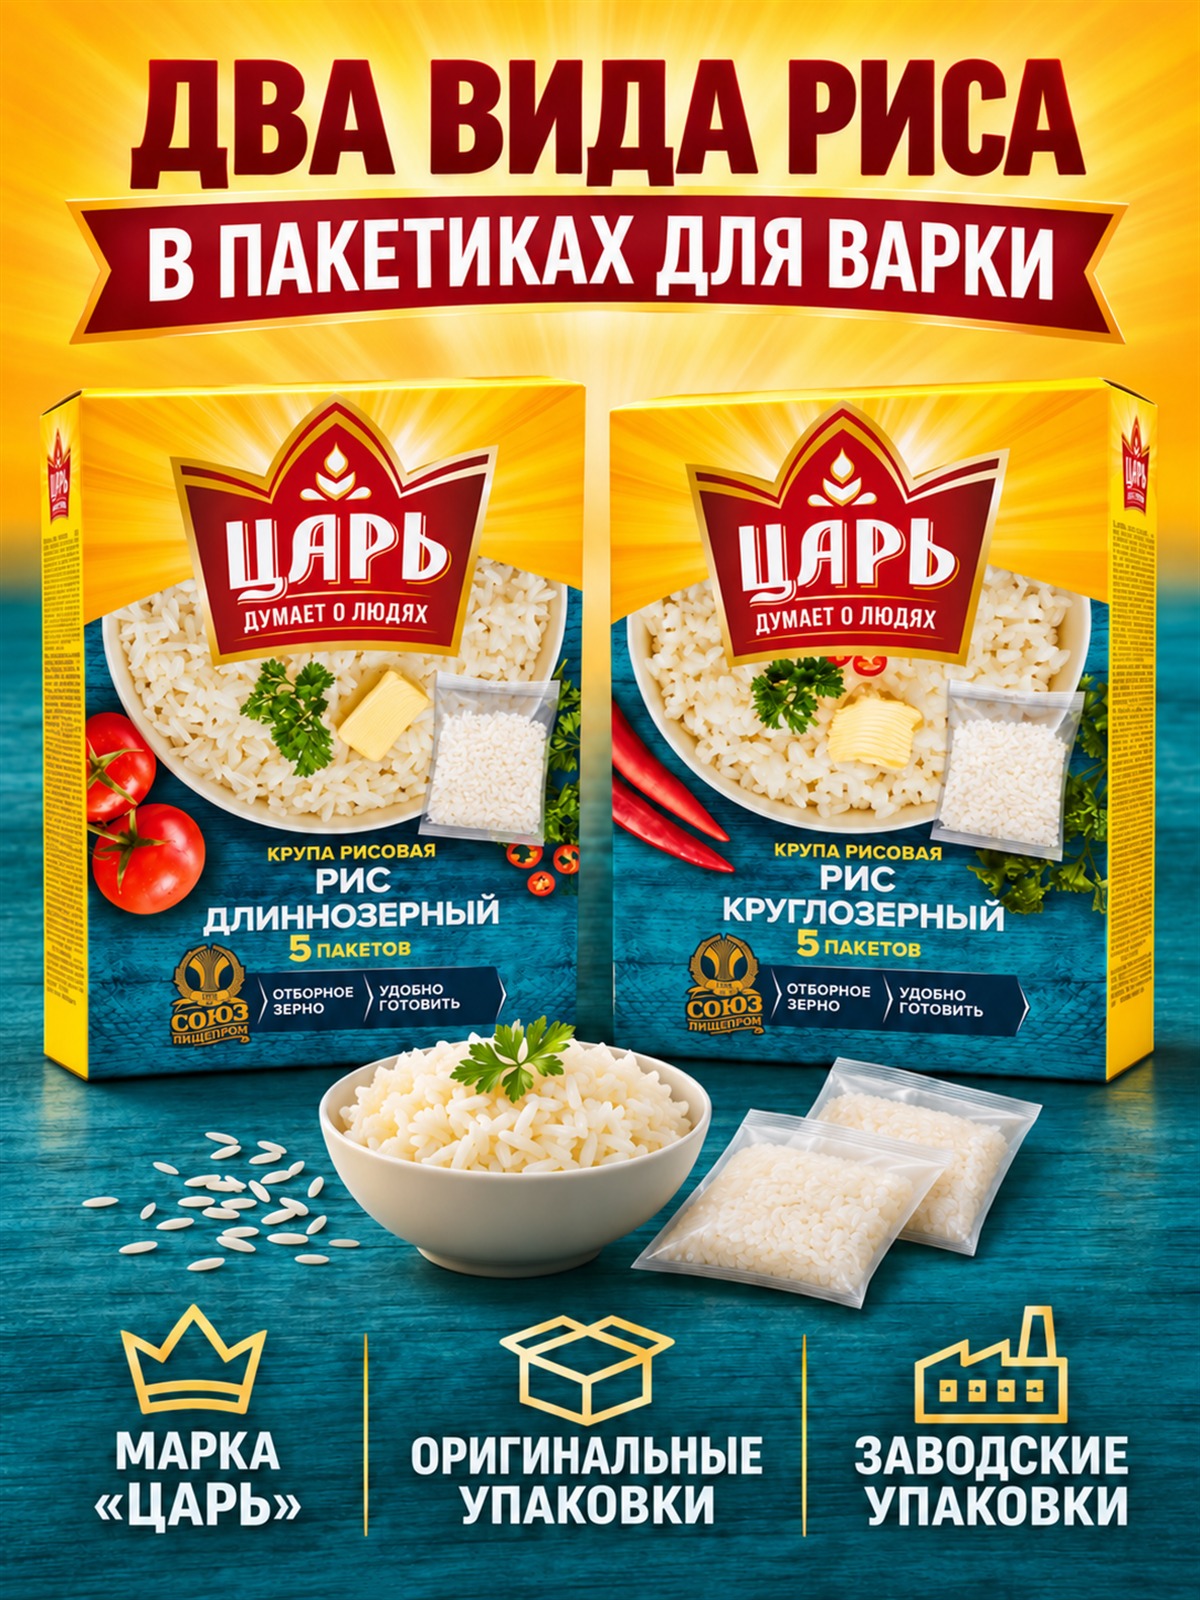 ДВА ВИДА РИСА
В ПАКЕТИКАХ ДЛЯ ВАРКИ
ЦАРЬ
ДУМАЕТ О ЛЮДЯХ
КРУПА РИСОВАЯ
РИС
ДЛИННОЗЕРНЫЙ
5 ПАКЕТОВ
СОЮЗ
ПИЩЕПРОМ
ОТБОРНОЕ
ЗЕРНО
УДОБНО
ГОТОВИТЬ
ЦАРЬ
ЦАРЬ
ДУМАЕТ О ЛЮДЯХ
КРУПА РИСОВАЯ
РИС
КРУГЛОЗЕРНЫЙ
5 ПАКЕТОВ
СОЮЗ
ПИЩЕПРОМ
ОТБОРНОЕ
ЗЕРНО
УДОБНО
ГОТОВИТЬ
ЦАРЬ
МАРКА
«ЦАРЬ»
ОРИГИНАЛЬНЫЕ
УПАКОВКИ
ЗАВОДСКИЕ
УПАКОВКИ